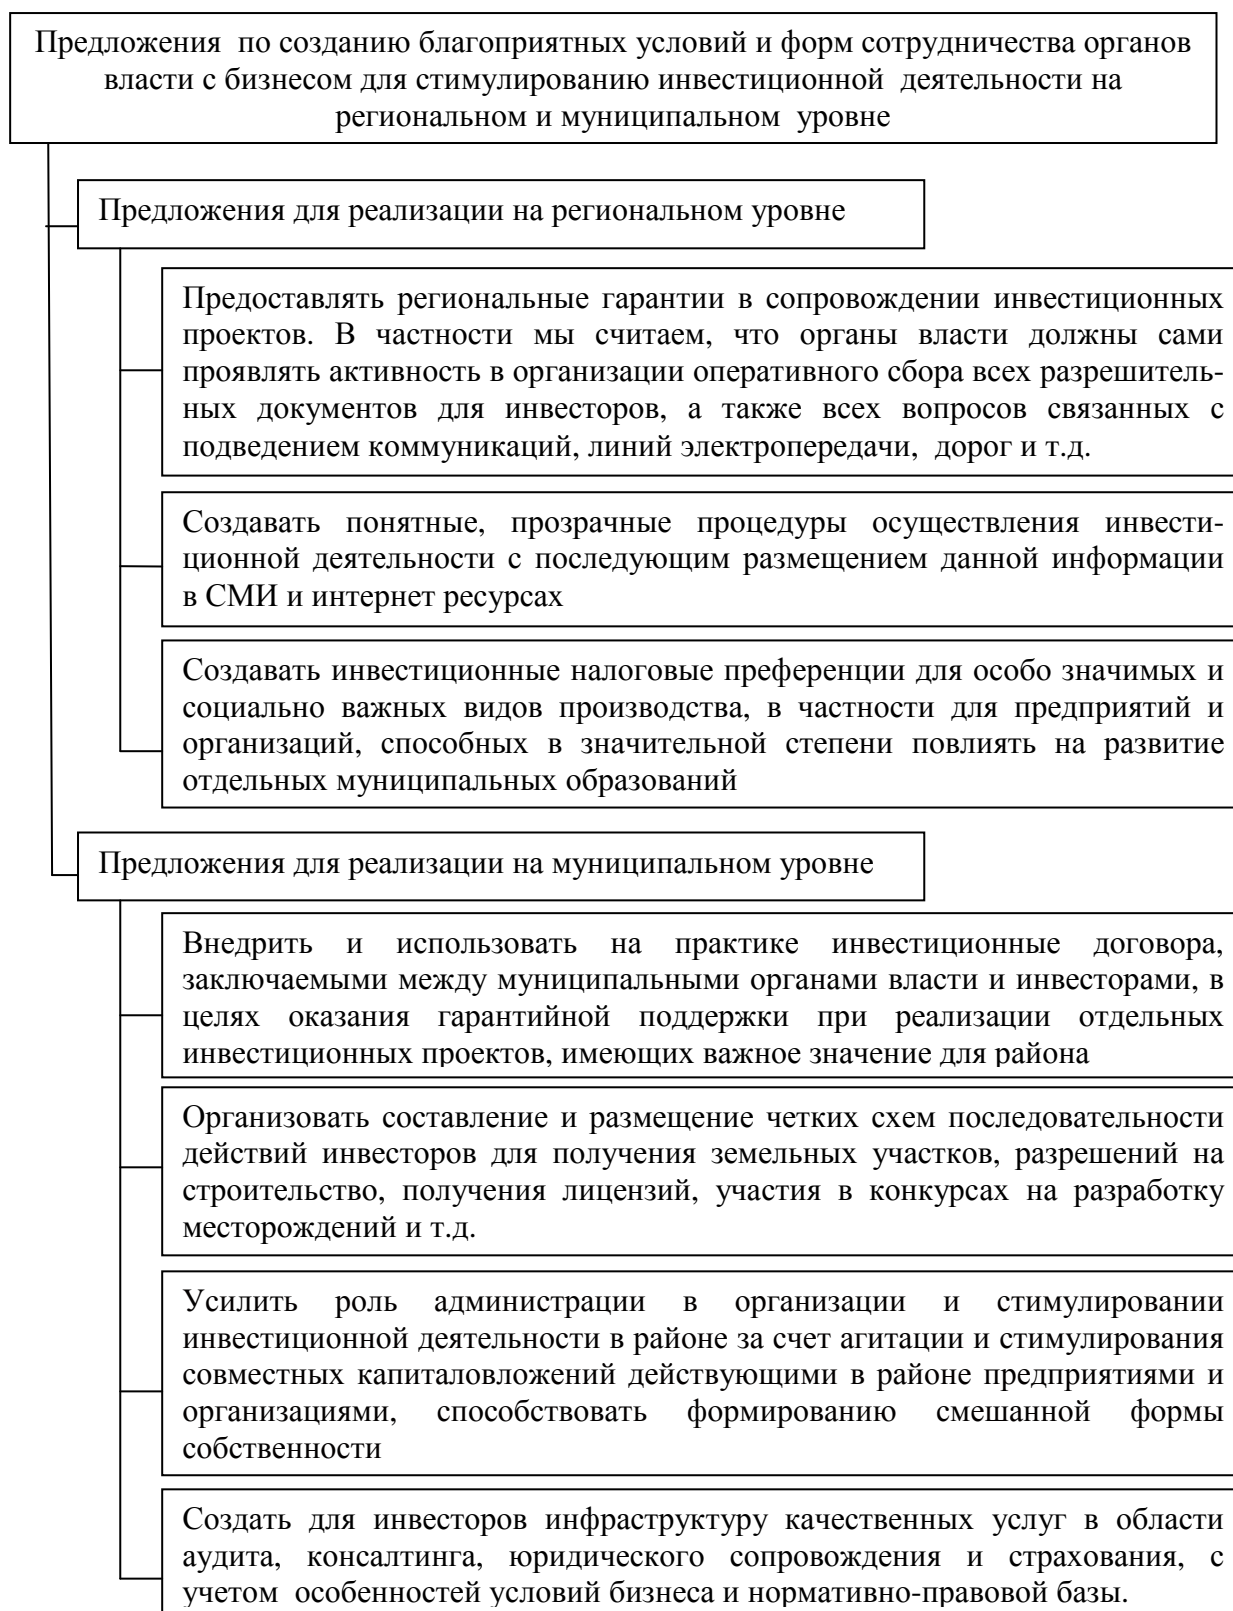 Предложения по созданию благоприятных условий и форм сотрудничества органов
власти с бизнесом для стимулированию инвестиционной деятельности на
региональном и муниципальном уровне
Предложения для реализации на региональном уровне
Предоставлять региональные гарантии в сопровождении инвестиционных
проектов. В частности мы считаем, что органы власти должны сами
проявлять активность в организации оперативного сбора всех разрешитель-
ных документов для инвесторов, а также всех вопросов связанных с
подведением коммуникаций, линий электропередачи, дорог и т.д.
Создавать понятные, прозрачные процедуры осуществления инвести-
ционной деятельности с последующим размещением данной информации
в СМИ и интернет ресурсах
Создавать инвестиционные налоговые преференции для особо значимых и
социально важных видов производства, в частности для предприятий и
организаций, способных в значительной степени повлиять на развитие
отдельных муниципальных образований
Предложения для реализации на муниципальном уровне
Внедрить и использовать на практике инвестиционные договора,
заключаемыми между муниципальными органами власти и инвесторами, в
целях оказания гарантийной поддержки при реализации отдельных
инвестиционных проектов, имеющих важное значение для района
Организовать составление и размещение четких схем последовательности
действий инвесторов для получения земельных участков, разрешений на
строительство, получения лицензий, участия в конкурсах на разработку
месторождений и т.д.
Усилить роль администрации в организации и стимулировании
инвестиционной деятельности в районе за счет агитации и стимулирования
совместных капиталовложений действующими в районе предприятиями и
организациями, способствовать формированию смешанной формы
собственности
Создать для инвесторов инфраструктуру качественных услуг в области
аудита, консалтинга, юридического сопровождения и страхования, с
учетом особенностей условий бизнеса и нормативно-правовой базы.